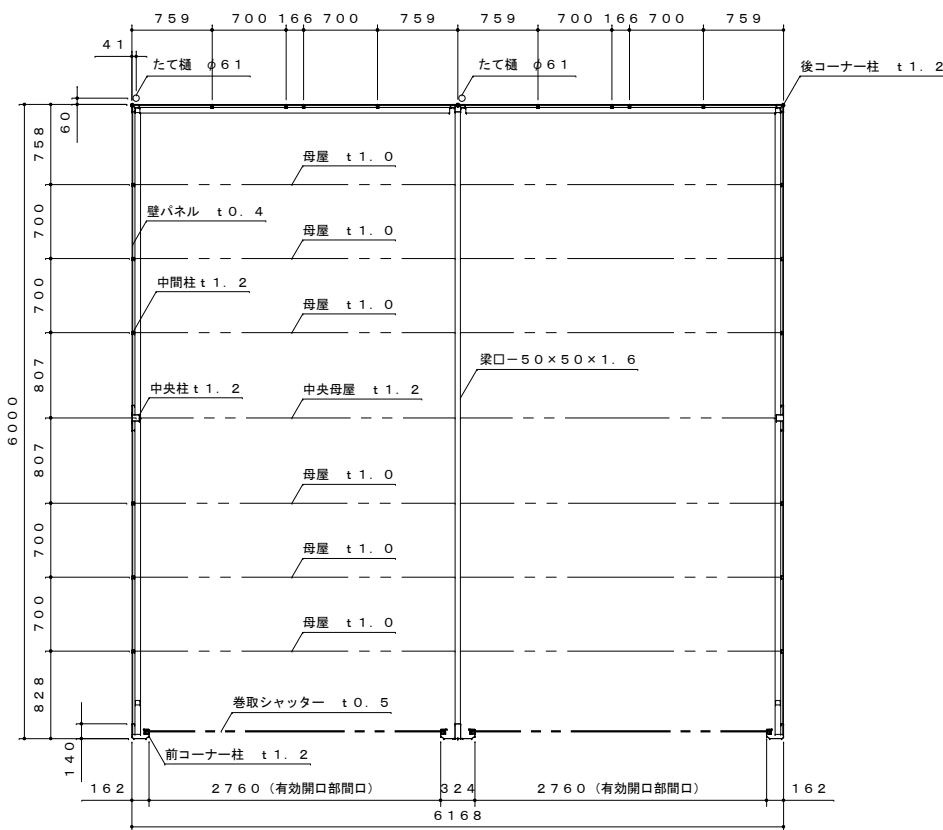 ７５９ ７００ １６６ ７００ ７５９ ７５９ ７００ １６６ ７００ ７５９
４１
たて樋　φ６１
たて樋　φ６１
後コーナー柱　ｔ１．２
６０
７５８
母屋　ｔ１．０
壁パネル　ｔ０．４
７００
母屋　ｔ１．０
中間柱ｔ１．２
７００
母屋　ｔ１．０
８０７
梁口－５０×５０×１．６
中央柱ｔ１．２
中央母屋　ｔ１．２
６０００
８０７
母屋　ｔ１．０
７００
母屋　ｔ１．０
７００
母屋　ｔ１．０
８２８
巻取シャッター　ｔ０．５
１４０
前コーナー柱　ｔ１．２
１６２ ２７６０（有効開口部間口） ３２４ ２７６０（有効開口部間口） １６２
６１６８